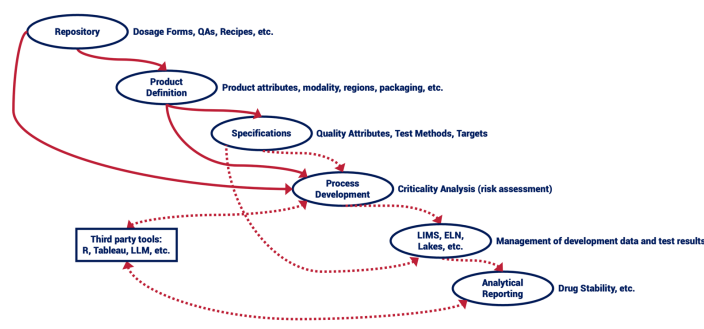 Repository
Dosage Forms, QAs, Recipes, etc.
Product
Definition
Product attributes, modality, regions, packaging, etc.
Specifications
Quality Attributes, Test Methods, Targets
Process
Development
Criticality Analysis (risk assessment)
Third party tools:
R, Tableau, LLM, etc.
LIMS, ELN,
Lakes, etc.
Management of development data and test results
Analytical
Reporting
Drug Stability, etc.